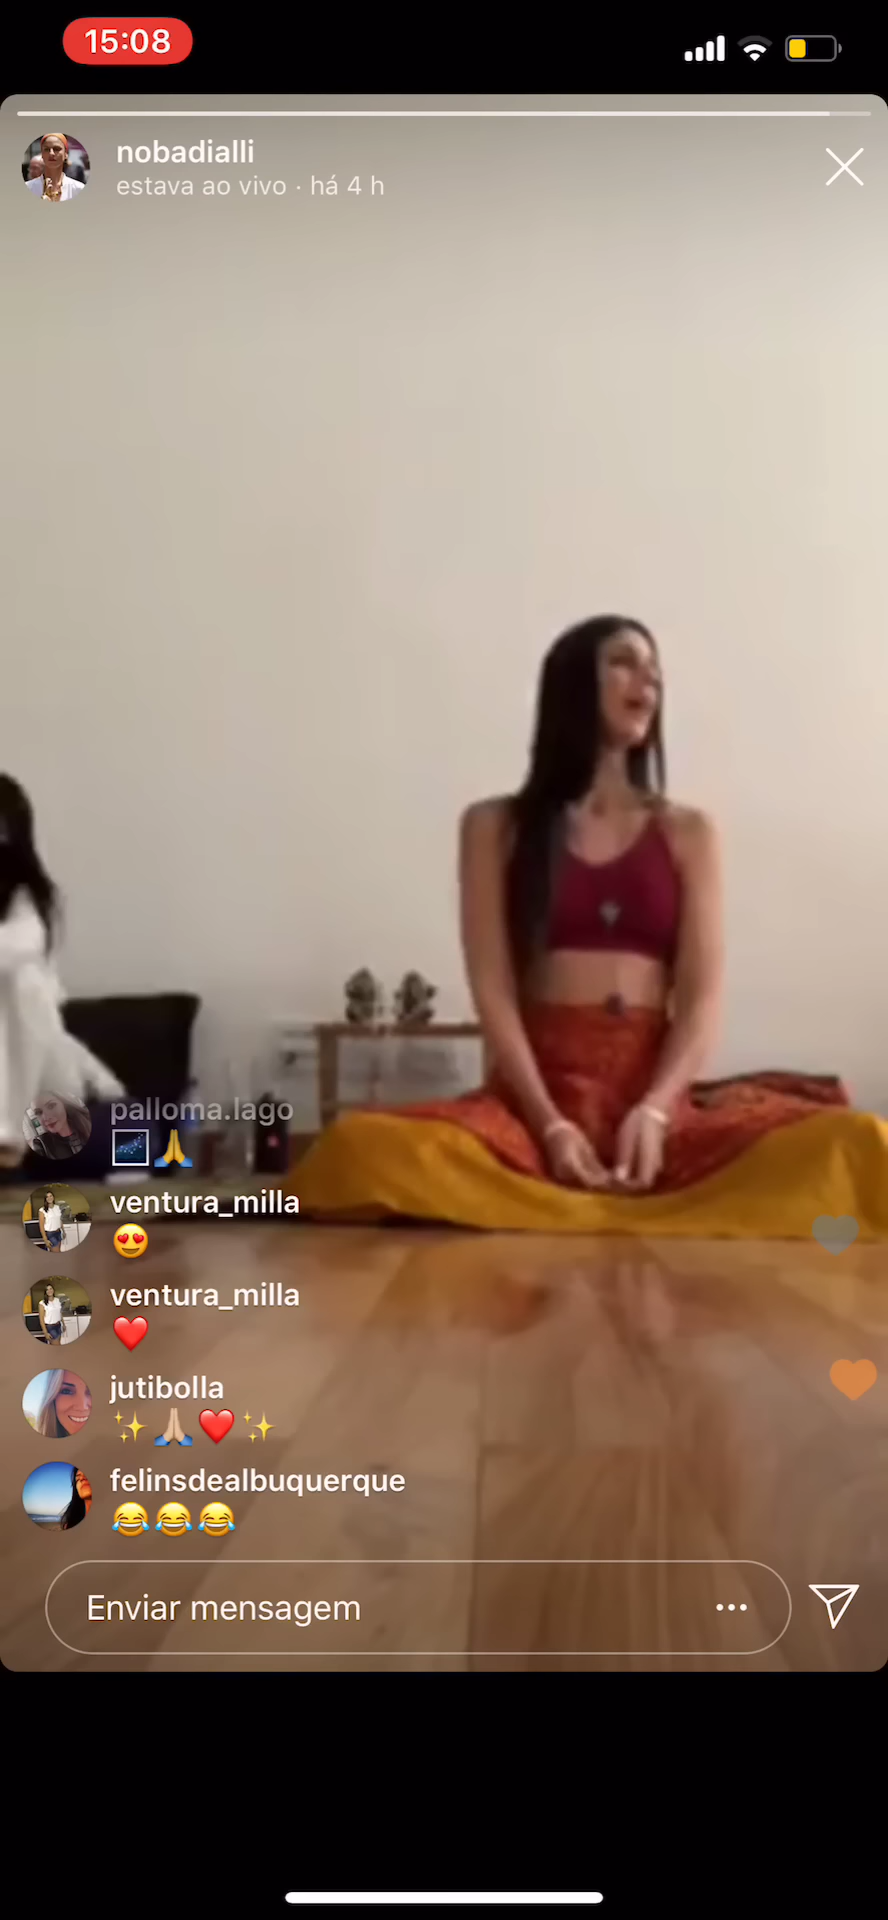 15:08
nobadialli
estava ao vivo · há 4 h
palloma.lago
🌌🙏
ventura_milla
😍
ventura_milla
❤️
jutibolla
✨🙏🏼❤️✨
felinsdealbuquerque
😂😂😂
Enviar mensagem